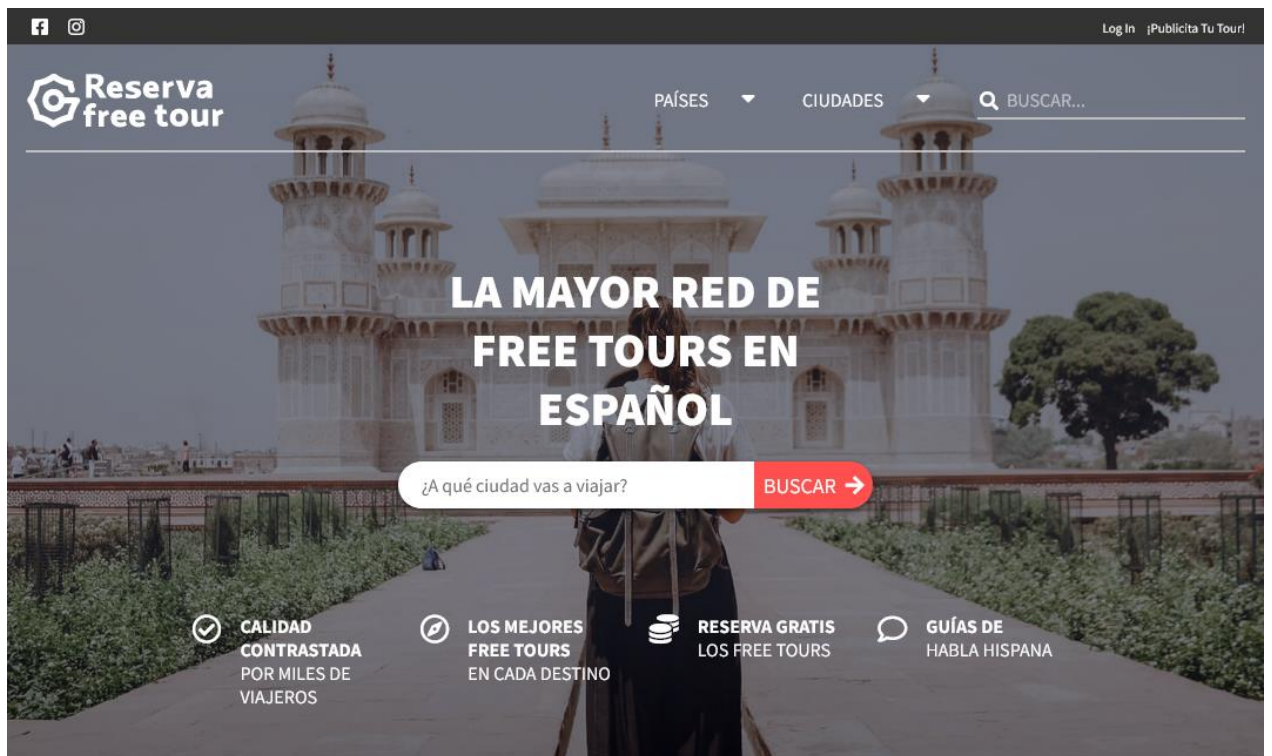 Log In ¡Publicita Tu Tour!
Reserva
free tour
PAÍSES
CIUDADES
BUSCAR...
LA MAYOR RED DE
FREE TOURS EN
ESPAÑOL
¿A qué ciudad vas a viajar?
BUSCAR
CALIDAD
CONTRASTADA
POR MILES DE
VIAJEROS
LOS MEJORES
FREE TOURS
EN CADA DESTINO
RESERVA GRATIS
LOS FREE TOURS
GUÍAS DE
HABLA HISPANA